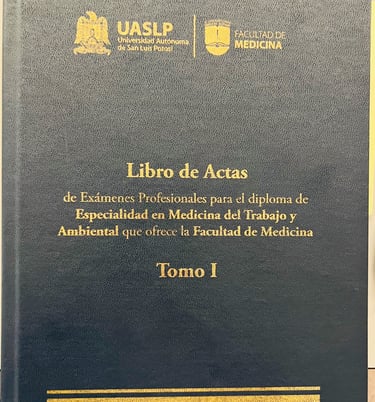 UASLP
Universidad Autónoma
de San Luis Potosí
FACULTAD DE
MEDICINA
Libro de Actas
de Exámenes Profesionales para el diploma de
Especialidad en Medicina del Trabajo y
Ambiental que ofrece la Facultad de Medicina
Tomo I